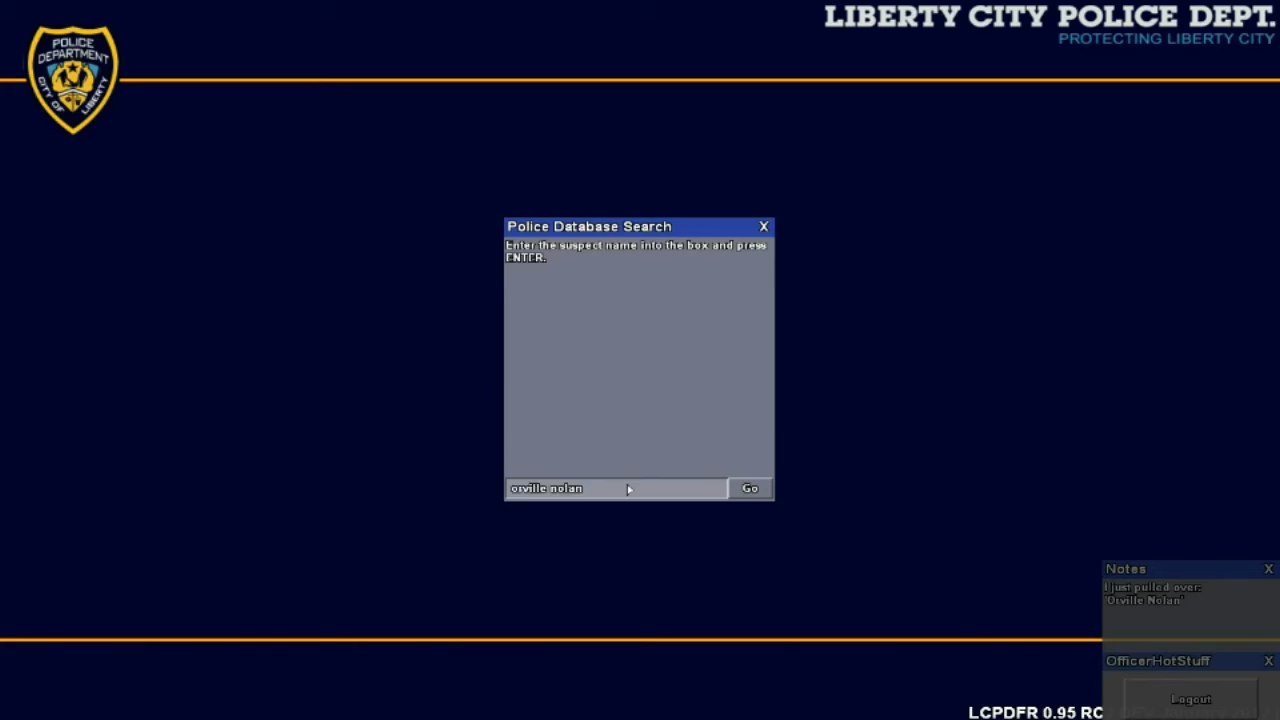 LIBERTY CITY POLICE DEPT.
PROTECTING LIBERTY CITY
POLICE
DEPARTMENT
CITY OF
LIBERTY
Police Database Search X
Enter the suspect name into the box and press
ENTER.
orville nolan Go
Notes X
I just pulled over:
'Orville Nolan'
OfficerHotStuff X
Logout
LCPDFR 0.95 RC